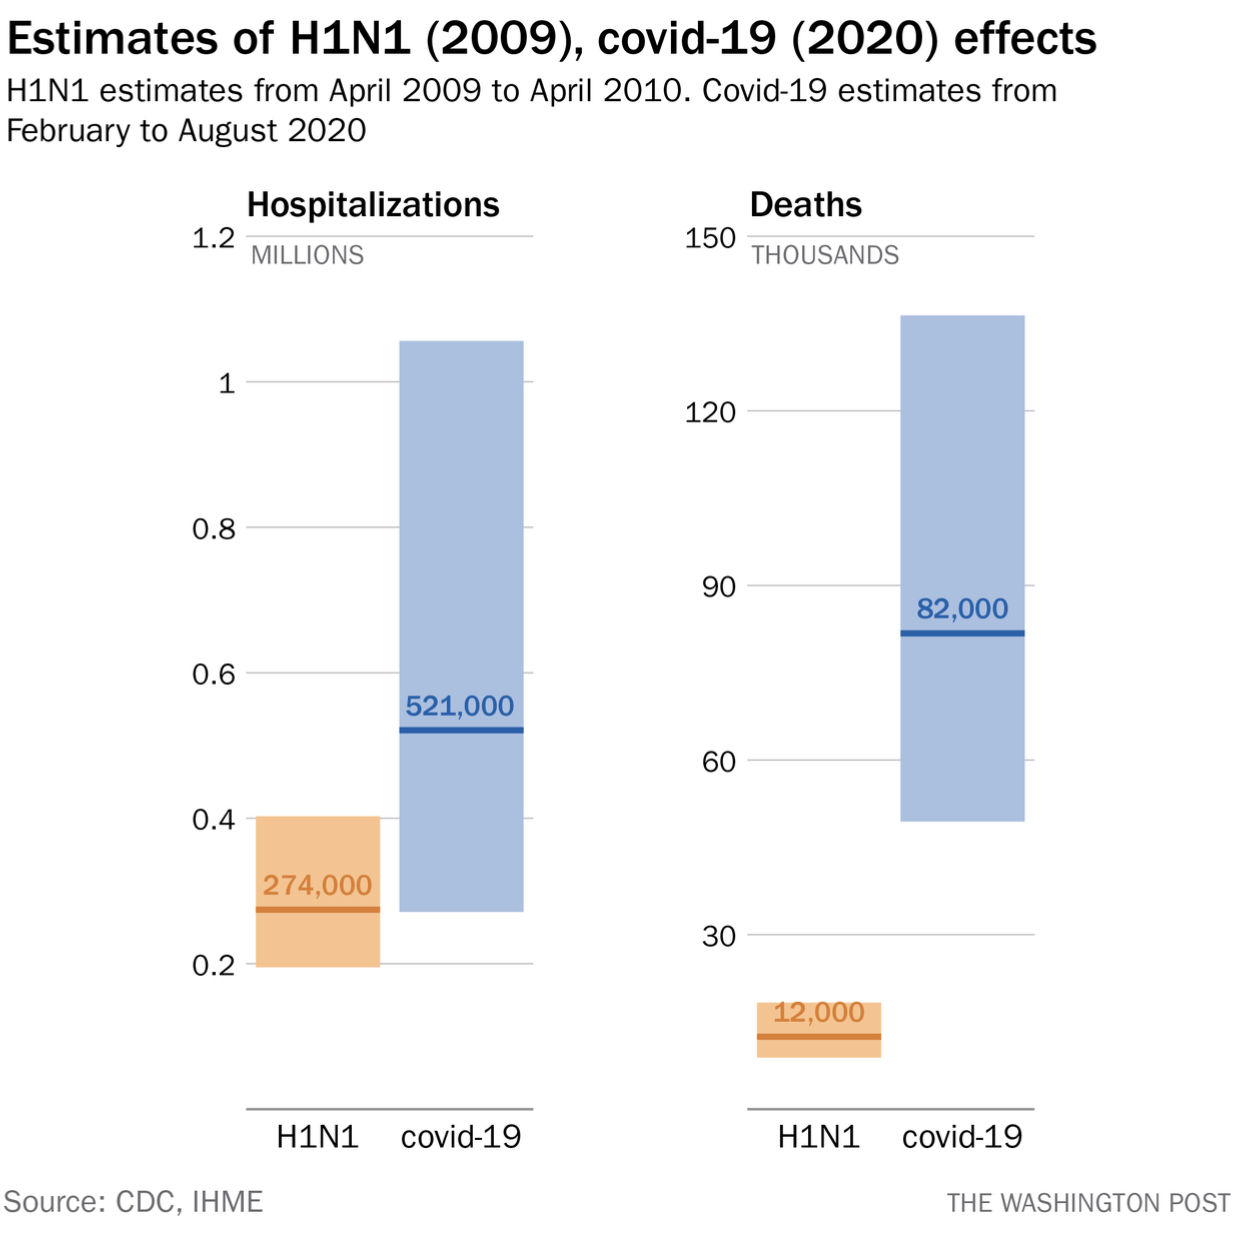 Estimates of H1N1 (2009), covid-19 (2020) effects
H1N1 estimates from April 2009 to April 2010. Covid-19 estimates from
February to August 2020
Hospitalizations
1.2
MILLIONS
1
0.8
0.6
521,000
0.4
274,000
0.2
H1N1 covid-19
Deaths
150
THOUSANDS
120
90
82,000
60
30
12,000
H1N1 covid-19
Source: CDC, IHME
THE WASHINGTON POST